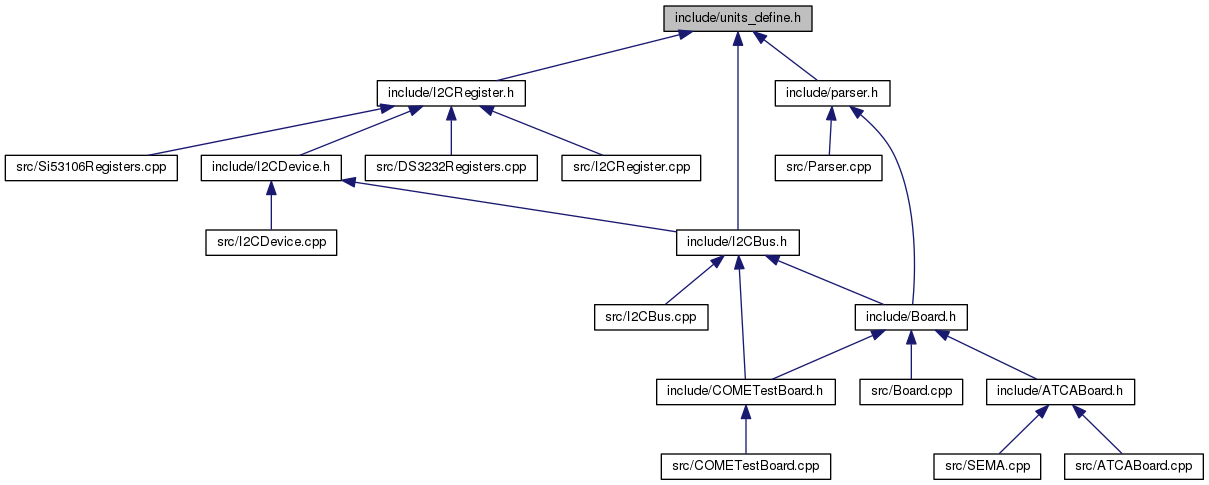 include/units_define.h
include/I2CRegister.h
include/parser.h
src/Si53106Registers.cpp
include/I2CDevice.h
src/DS3232Registers.cpp
src/I2CRegister.cpp
src/Parser.cpp
src/I2CDevice.cpp
include/I2CBus.h
src/I2CBus.cpp
include/Board.h
include/COMETestBoard.h
src/Board.cpp
include/ATCABoard.h
src/COMETestBoard.cpp
src/SEMA.cpp
src/ATCABoard.cpp